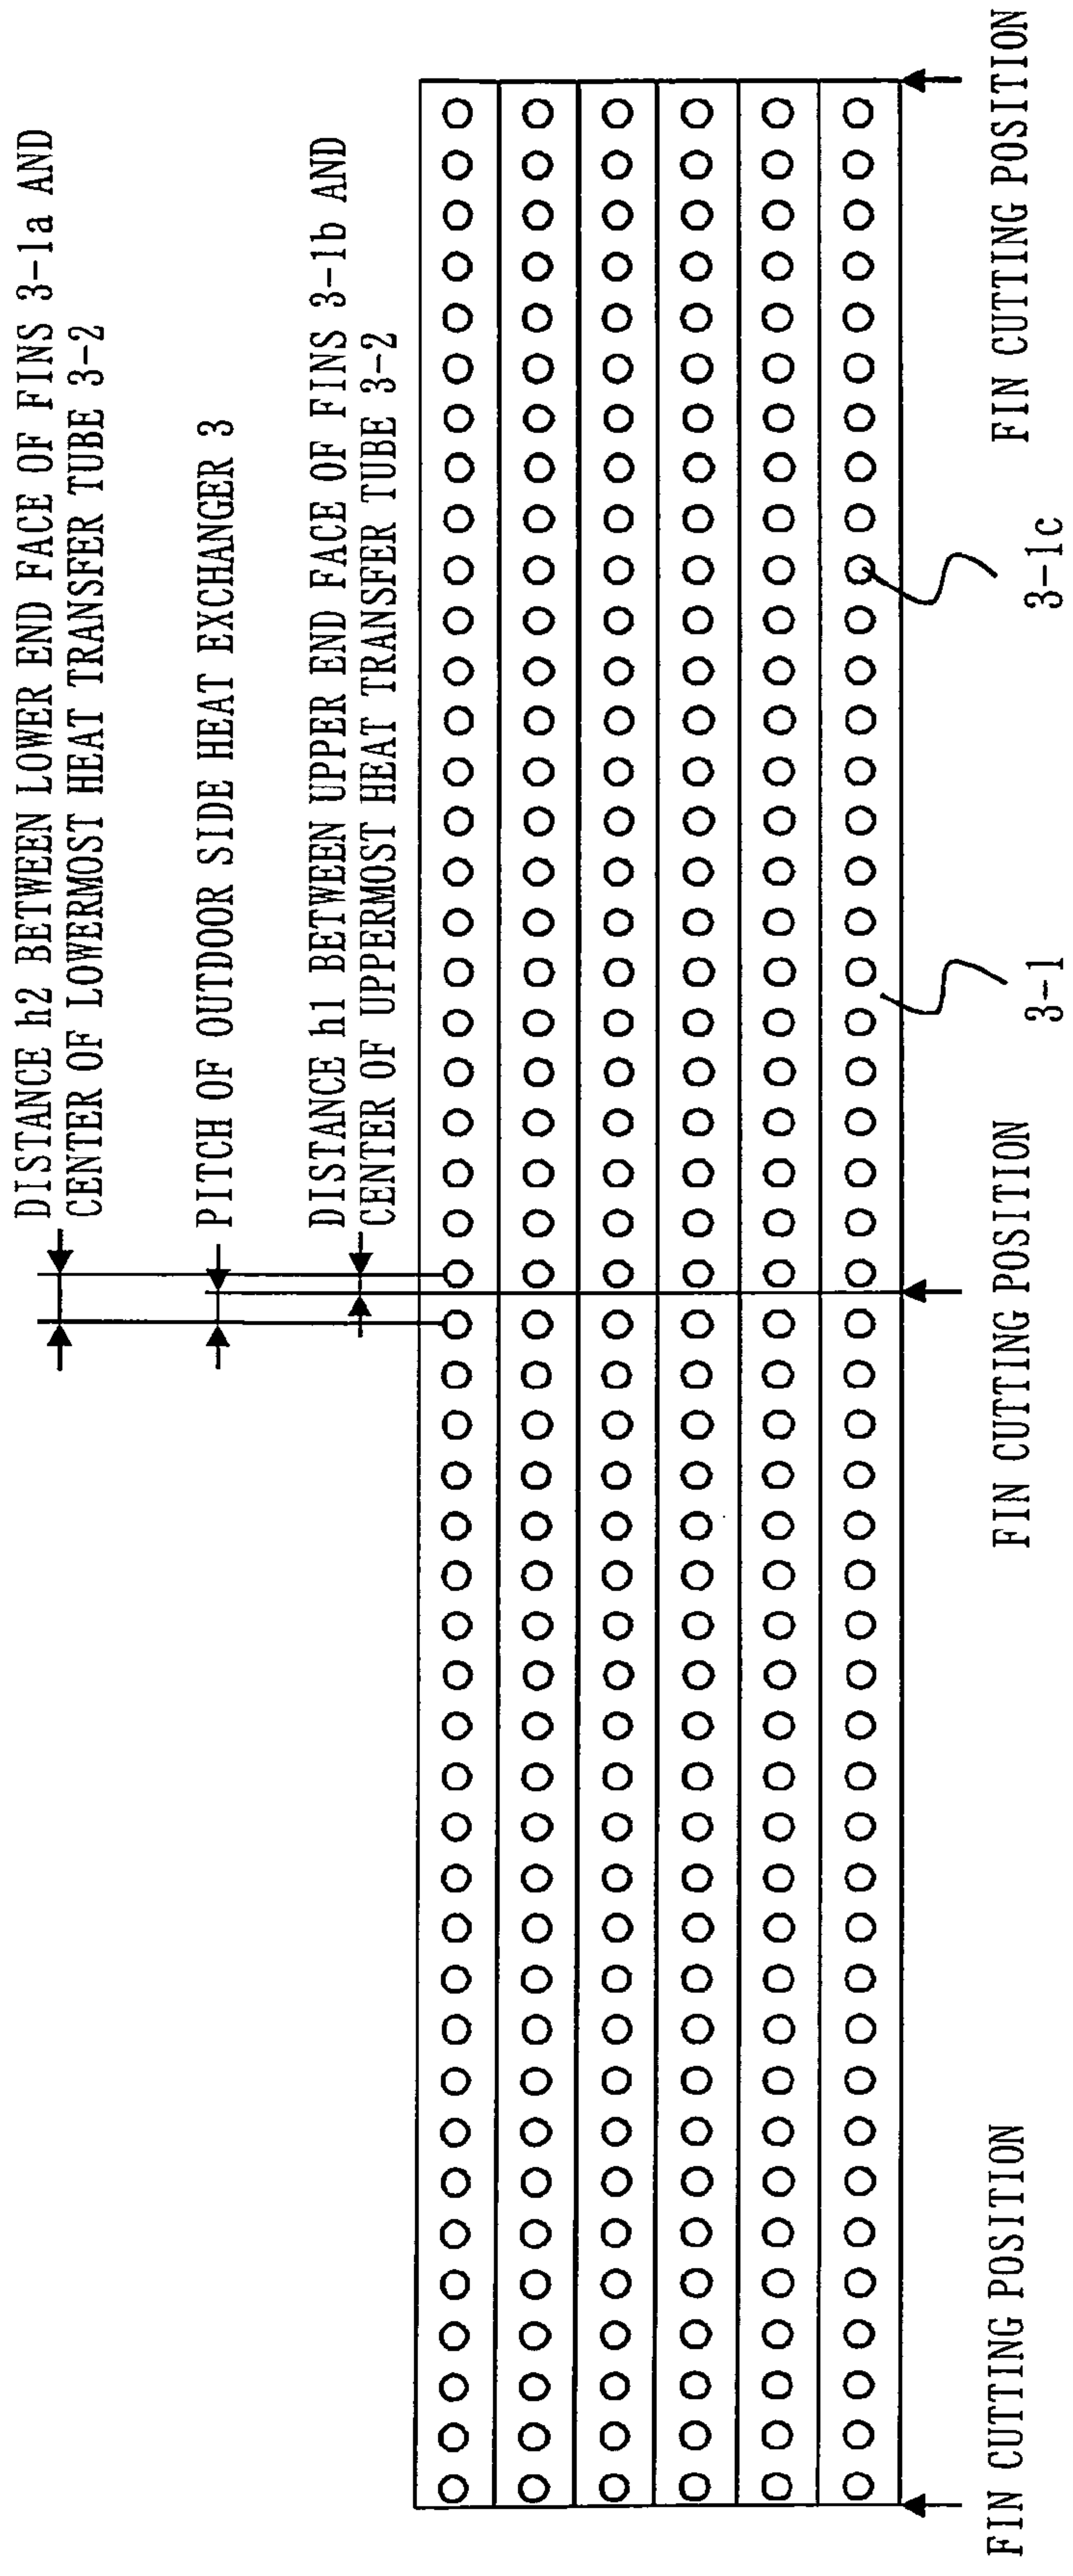 DISTANCE h2 BETWEEN LOWER END FACE OF FINS 3-1a AND
CENTER OF LOWERMOST HEAT TRANSFER TUBE 3-2
PITCH OF OUTDOOR SIDE HEAT EXCHANGER 3
DISTANCE h1 BETWEEN UPPER END FACE OF FINS 3-1b AND
CENTER OF UPPERMOST HEAT TRANSFER TUBE 3-2
FIN CUTTING POSITION
FIN CUTTING POSITION
FIN CUTTING POSITION
3-1
3-1c